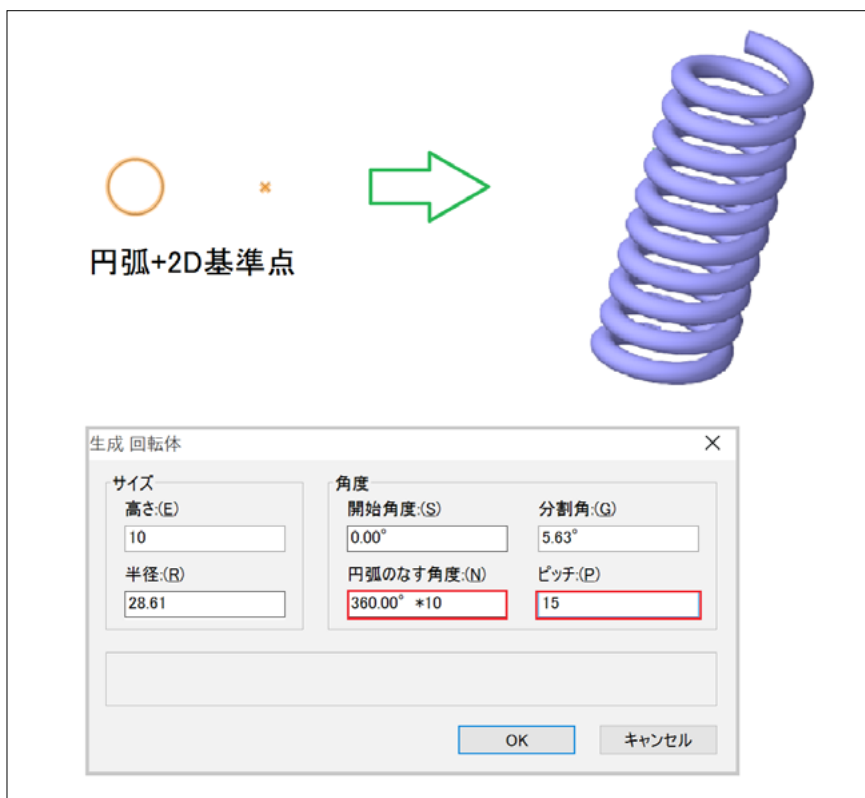 円弧+2D基準点
生成 回転体
サイズ
高さ:(E)
10
半径:(R)
28.61
角度
開始角度:(S)
0.00°
分割角:(G)
5.63°
円弧のなす角度:(N)
360.00° *10
ピッチ:(P)
15
OK
キャンセル